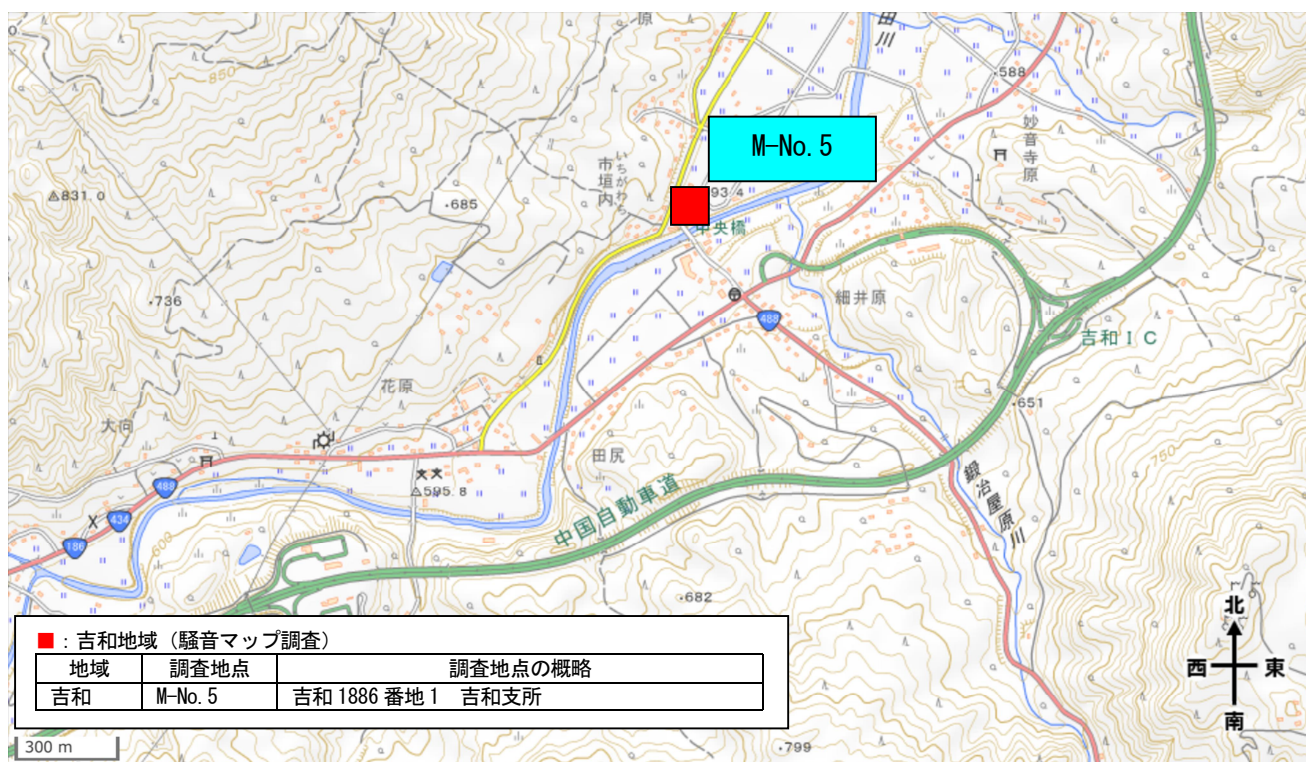 原
田川
850
・588
M-No. 5
妙音寺原
いちがわら
市垣内
93.4
△831.0
・685
中央橋
・736
細井原
488
吉和IC
花原
・651
大向
田尻
750
488
△595.8
中国自動車道
鍛冶屋原川
434
186
600
・682
■：吉和地域（騒音マップ調査）
地域 調査地点 調査地点の概略
吉和 M-No. 5 吉和 1886 番地 1 吉和支所
北
西 東
南
300 m
・799